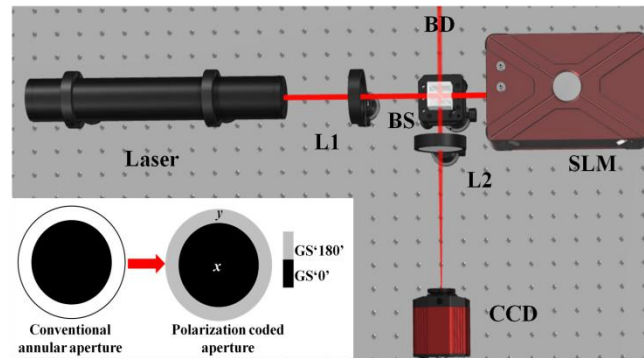 BD
BS
L1
Laser
L2
SLM
y
x
GS‘180’
GS‘0’
CCD
Conventional
annular aperture
Polarization coded
aperture